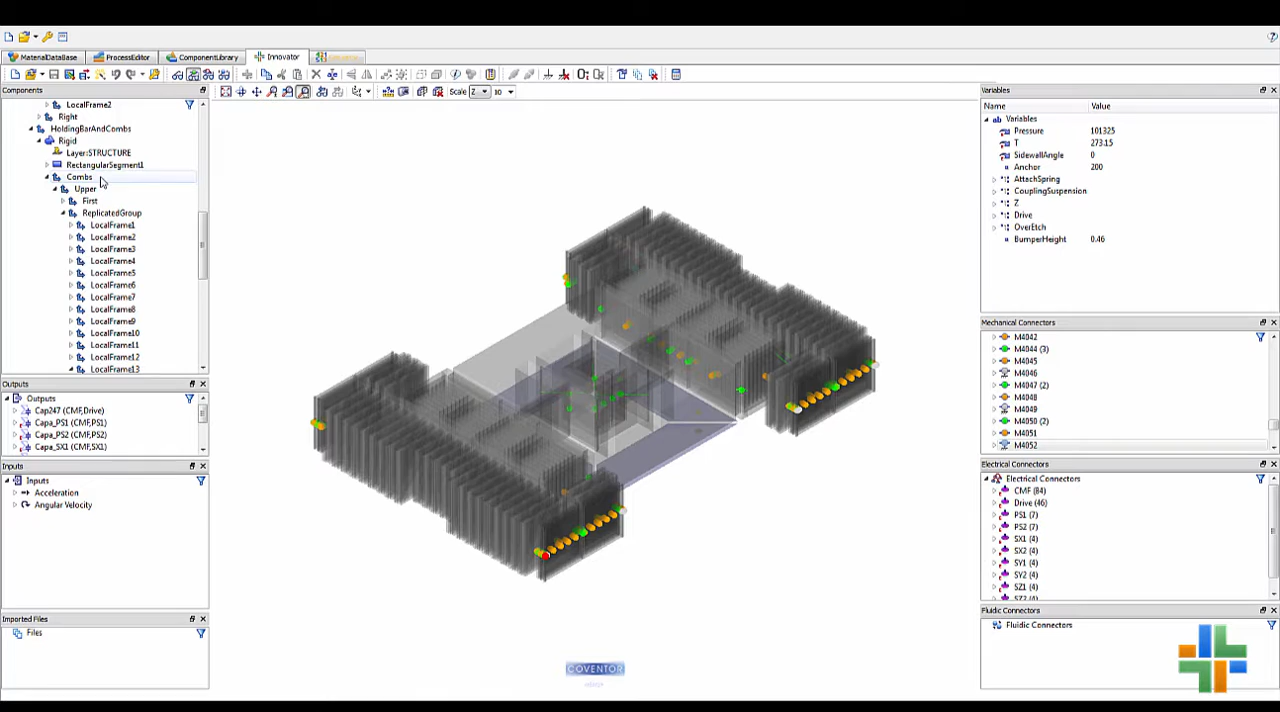 MaterialDataBase
ProcessEditor
ComponentLibrary
Innovator
Scale
Z
10
Components
LocalFrame2
Right
HoldingBarAndCombs
Rigid
Layer:STRUCTURE
RectangularSegment1
Combs
Upper
First
ReplicatedGroup
LocalFrame1
LocalFrame2
LocalFrame3
LocalFrame4
LocalFrame5
LocalFrame6
LocalFrame7
LocalFrame8
LocalFrame9
LocalFrame10
LocalFrame11
LocalFrame12
LocalFrame13
Outputs
Outputs
Cap247 (CMF,Drive)
Capa_PS1 (CMF,PS1)
Capa_PS2 (CMF,PS2)
Capa_SX1 (CMF,SX1)
Inputs
Inputs
Acceleration
Angular Velocity
Imported Files
Files
COVENTOR
Variables
Name Value
Variables
Pressure 101325
T 273.15
SidewallAngle 0
Anchor 200
AttachSpring
CouplingSuspension
Z
Drive
OverEtch
BumperHeight 0.46
Mechanical Connectors
M4042
M4044 (3)
M4045
M4046
M4047 (2)
M4048
M4049
M4050 (2)
M4051
M4052
Electrical Connectors
Electrical Connectors
CMF (84)
Drive (46)
PS1 (7)
PS2 (7)
SX1 (4)
SX2 (4)
SY1 (4)
SY2 (4)
SZ1 (4)
SZ2 (4)
Fluidic Connectors
Fluidic Connectors